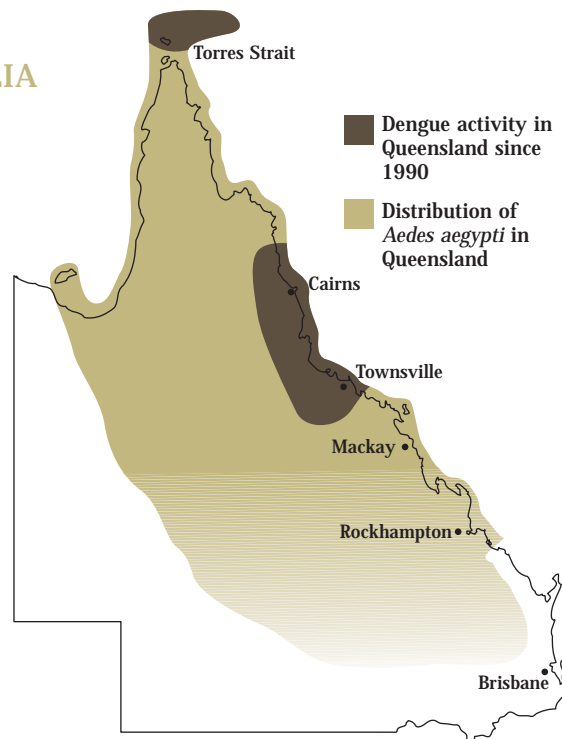 Torres Strait
LIA
Dengue activity in
Queensland since
1990
Distribution of
Aedes aegypti in
Queensland
Cairns
Townsville
Mackay
Rockhampton
Brisbane